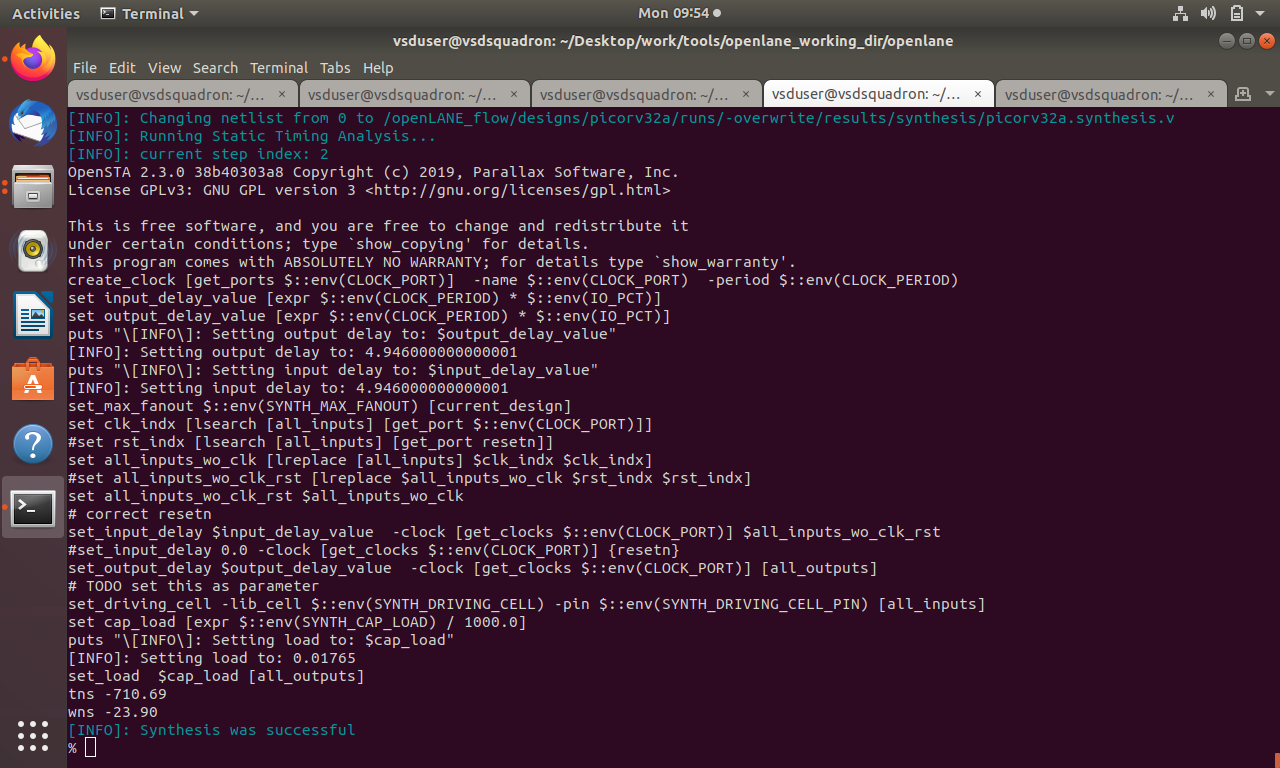 Activities Terminal Mon 09:54
vsduser@vsdsquadron: ~/Desktop/work/tools/openlane_working_dir/openlane
File Edit View Search Terminal Tabs Help
vsduser@vsdsquadron: ~/... × vsduser@vsdsquadron: ~/... × vsduser@vsdsquadron: ~/... × vsduser@vsdsquadron: ~/... × vsduser@vsdsquadron: ~/... ×
[INFO]: Changing netlist from 0 to /openLANE_flow/designs/picorv32a/runs/-overwrite/results/synthesis/picorv32a.synthesis.v
[INFO]: Running Static Timing Analysis...
[INFO]: current step index: 2
OpenSTA 2.3.0 38b40303a8 Copyright (c) 2019, Parallax Software, Inc.
License GPLv3: GNU GPL version 3 <http://gnu.org/licenses/gpl.html>
This is free software, and you are free to change and redistribute it
under certain conditions; type `show_copying' for details.
This program comes with ABSOLUTELY NO WARRANTY; for details type `show_warranty'.
create_clock [get_ports $::env(CLOCK_PORT)]  -name $::env(CLOCK_PORT)  -period $::env(CLOCK_PERIOD)
set input_delay_value [expr $::env(CLOCK_PERIOD) * $::env(IO_PCT)]
set output_delay_value [expr $::env(CLOCK_PERIOD) * $::env(IO_PCT)]
puts "\[INFO\]: Setting output delay to: $output_delay_value"
[INFO]: Setting output delay to: 4.946000000000001
puts "\[INFO\]: Setting input delay to: $input_delay_value"
[INFO]: Setting input delay to: 4.946000000000001
set_max_fanout $::env(SYNTH_MAX_FANOUT) [current_design]
set clk_indx [lsearch [all_inputs] [get_port $::env(CLOCK_PORT)]]
#set rst_indx [lsearch [all_inputs] [get_port resetn]]
set all_inputs_wo_clk [lreplace [all_inputs] $clk_indx $clk_indx]
#set all_inputs_wo_clk_rst [lreplace $all_inputs_wo_clk $rst_indx $rst_indx]
set all_inputs_wo_clk_rst $all_inputs_wo_clk
# correct resetn
set_input_delay $input_delay_value  -clock [get_clocks $::env(CLOCK_PORT)] $all_inputs_wo_clk_rst
#set_input_delay 0.0 -clock [get_clocks $::env(CLOCK_PORT)] {resetn}
set_output_delay $output_delay_value  -clock [get_clocks $::env(CLOCK_PORT)] [all_outputs]
# TODO set this as parameter
set_driving_cell -lib_cell $::env(SYNTH_DRIVING_CELL) -pin $::env(SYNTH_DRIVING_CELL_PIN) [all_inputs]
set cap_load [expr $::env(SYNTH_CAP_LOAD) / 1000.0]
puts "\[INFO\]: Setting load to: $cap_load"
[INFO]: Setting load to: 0.01765
set_load  $cap_load [all_outputs]
tns -710.69
wns -23.90
[INFO]: Synthesis was successful
%